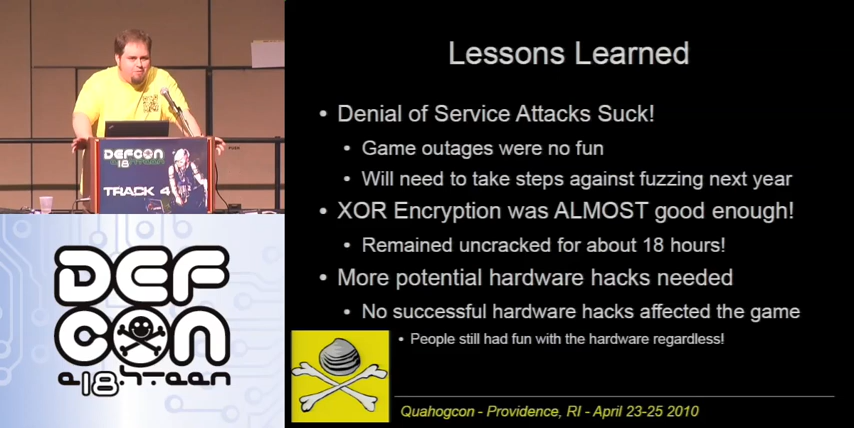 Lessons Learned
Denial of Service Attacks Suck!
Game outages were no fun
Will need to take steps against fuzzing next year
XOR Encryption was ALMOST good enough!
Remained uncracked for about 18 hours!
More potential hardware hacks needed
No successful hardware hacks affected the game
People still had fun with the hardware regardless!
Quahogcon - Providence, RI - April 23-25 2010
DEFCON
18
TRACK 4
PUSH
DEF
CON
e18hteen